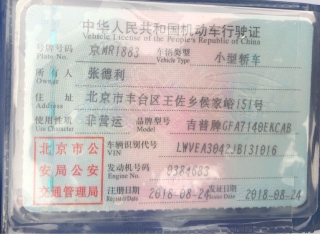 中华人民共和国机动车行驶证
Vehicle License of the People's Republic of China
号牌号码 京MR1883 车辆类型 小型轿车
Plate No. Vehicle Type
所有人 张德利
Owner
住址 北京市丰台区王佐乡侯家峪151号
Address
使用性质 非营运 品牌型号 吉普牌GFA7140EKCAB
Use Character Model
北京市公
安局公安
交通管理局
车辆识别代号 LWVEA3042JB131016
VIN
发动机号码 0384683
Engine No.
注册日期 2018-08-24 发证日期 2018-08-24
Register Date Issue Date